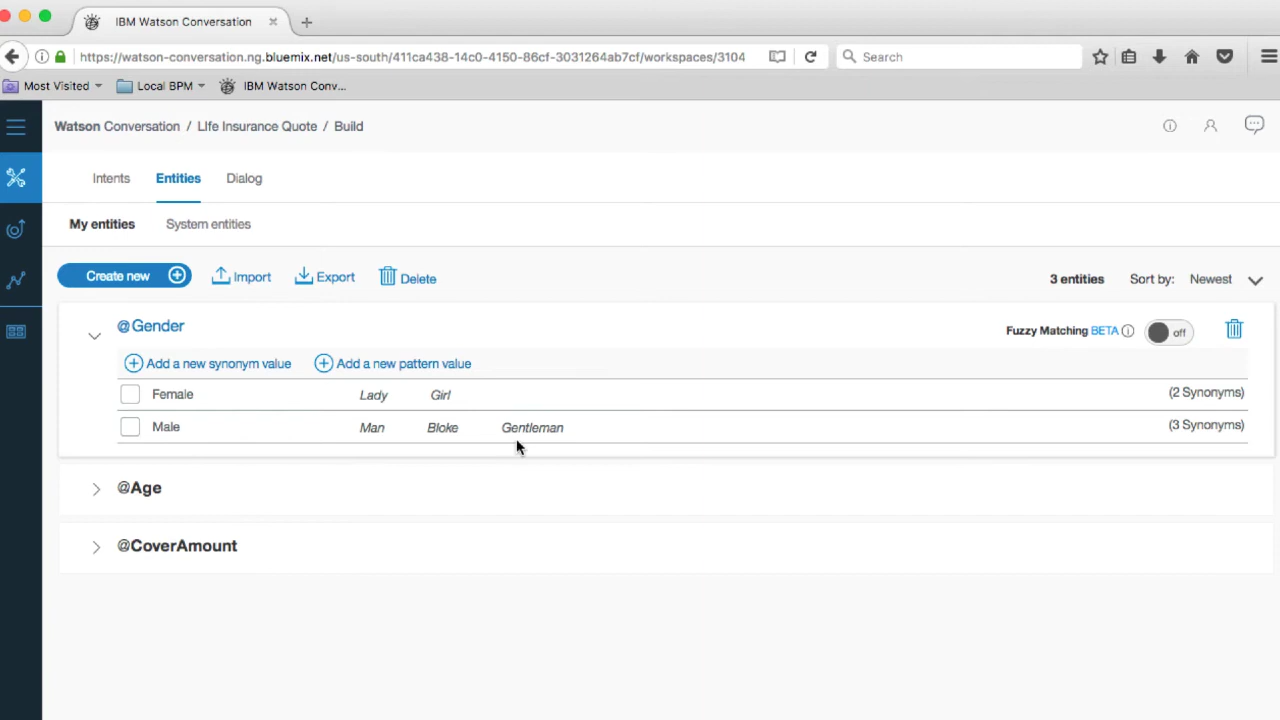 IBM Watson Conversation
https://watson-conversation.ng.bluemix.net/us-south/411ca438-14c0-4150-86cf-3031264ab7cf/workspaces/3104
Search
Most Visited
Local BPM
IBM Watson Conv...
Watson Conversation / LIfe Insurance Quote / Build
Intents
Entities
Dialog
My entities
System entities
Create new
Import
Export
Delete
3 entities
Sort by:
Newest
@Gender
Fuzzy Matching BETA
off
Add a new synonym value
Add a new pattern value
Female
Lady
Girl
(2 Synonyms)
Male
Man
Bloke
Gentleman
(3 Synonyms)
@Age
@CoverAmount